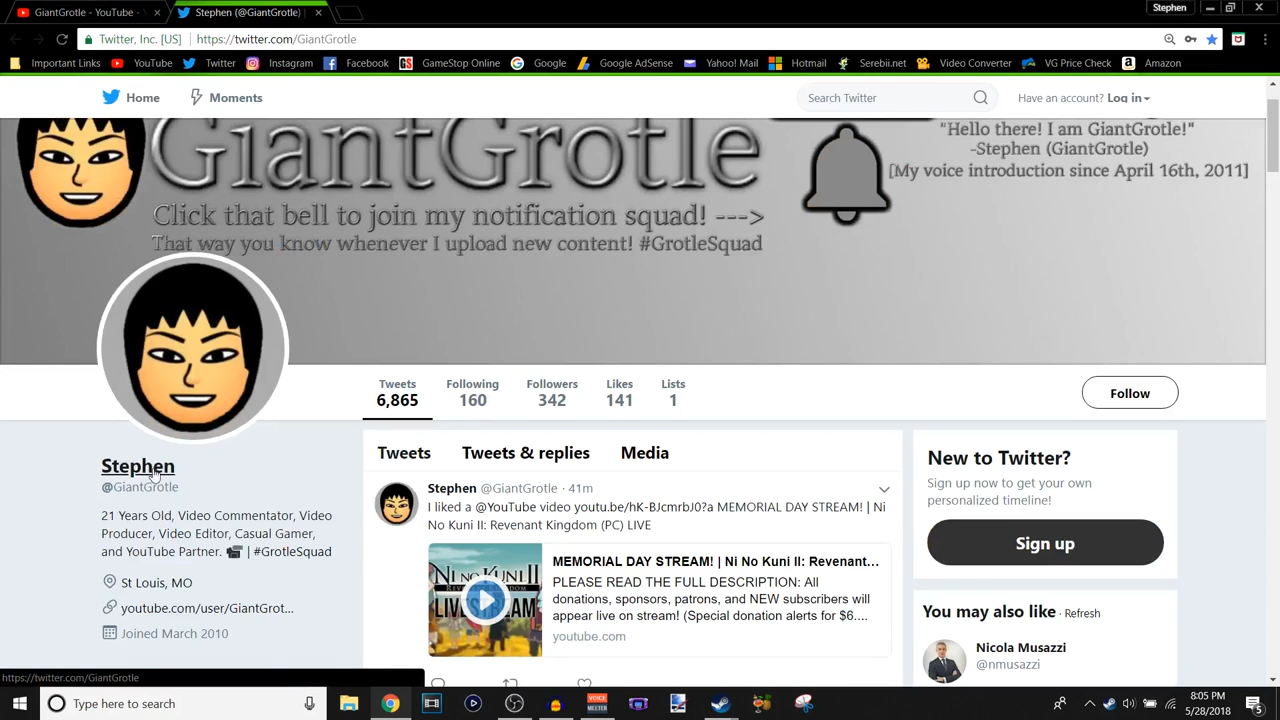 GiantGrotle - YouTube -
Stephen (@GiantGrotle)
Stephen
Twitter, Inc. [US]
https://twitter.com/GiantGrotle
Important Links
YouTube
Twitter
Instagram
Facebook
GameStop Online
Google
Google AdSense
Yahoo! Mail
Hotmail
Serebii.net
Video Converter
VG Price Check
Amazon
Home
Moments
Search Twitter
Have an account? Log in
GiantGrotle
Click that bell to join my notification squad! --->
That way you know whenever I upload new content! #GrotleSquad
"Hello there! I am GiantGrotle!"
-Stephen (GiantGrotle)
[My voice introduction since April 16th, 2011]
Tweets
6,865
Following
160
Followers
342
Likes
141
Lists
1
Follow
Stephen
@GiantGrotle
21 Years Old, Video Commentator, Video
Producer, Video Editor, Casual Gamer,
and YouTube Partner. 📹 | #GrotleSquad
St Louis, MO
youtube.com/user/GiantGrot...
Joined March 2010
Tweets
Tweets & replies
Media
Stephen @GiantGrotle · 41m
I liked a @YouTube video youtu.be/hK-BJcmrbJ0?a MEMORIAL DAY STREAM! | Ni
No Kuni II: Revenant Kingdom (PC) LIVE
NI NO KUNI II
LIVESTREAM
MEMORIAL DAY STREAM! | Ni No Kuni II: Revenant...
PLEASE READ THE FULL DESCRIPTION: All
donations, sponsors, patrons, and NEW subscribers will
appear live on stream! (Special donation alerts for $6....
youtube.com
New to Twitter?
Sign up now to get your own
personalized timeline!
Sign up
You may also like · Refresh
Nicola Musazzi
@nmusazzi
https://twitter.com/GiantGrotle
Type here to search
VOICE
MEETER
8:05 PM
5/28/2018
5